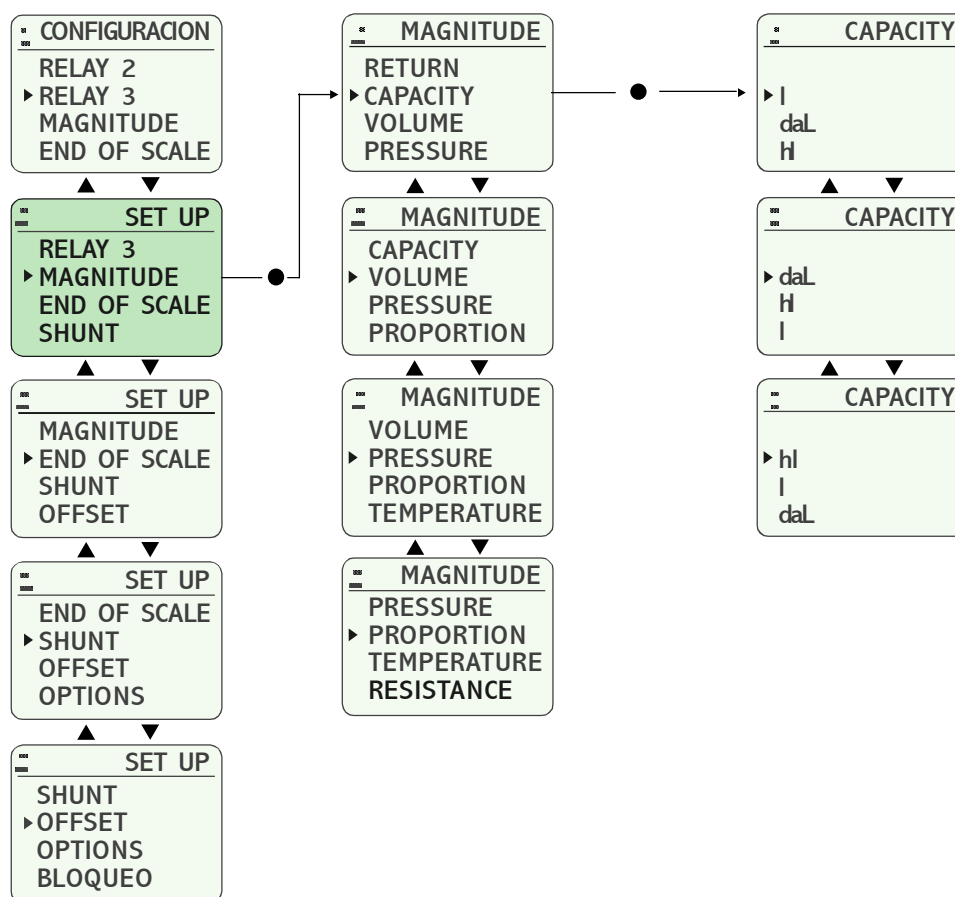 CONFIGURACION
RELAY 2
RELAY 3
MAGNITUDE
END OF SCALE
SET UP
RELAY 3
MAGNITUDE
END OF SCALE
SHUNT
SET UP
MAGNITUDE
END OF SCALE
SHUNT
OFFSET
SET UP
END OF SCALE
SHUNT
OFFSET
OPTIONS
SET UP
SHUNT
OFFSET
OPTIONS
BLOQUEO
MAGNITUDE
RETURN
CAPACITY
VOLUME
PRESSURE
MAGNITUDE
CAPACITY
VOLUME
PRESSURE
PROPORTION
MAGNITUDE
VOLUME
PRESSURE
PROPORTION
TEMPERATURE
MAGNITUDE
PRESSURE
PROPORTION
TEMPERATURE
RESISTANCE
CAPACITY
l
daL
hl
CAPACITY
daL
hl
l
CAPACITY
hl
l
daL